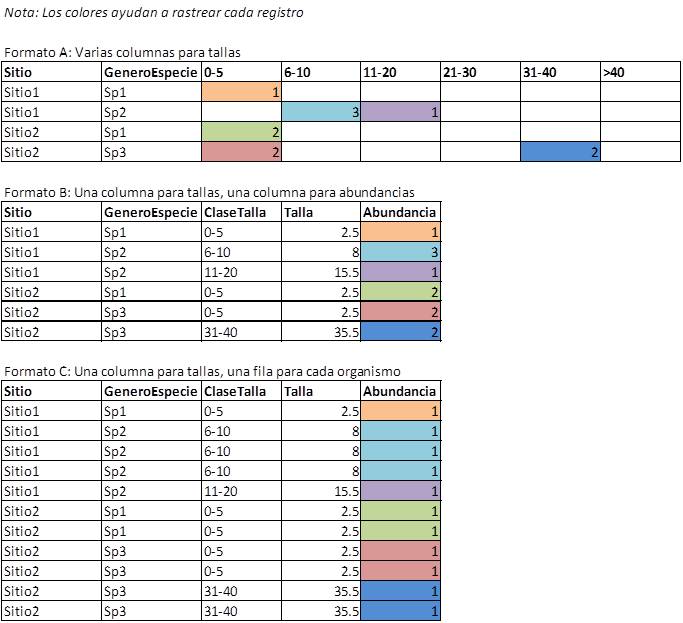 Nota: Los colores ayudan a rastrear cada registro
Formato A: Varias columnas para tallas
Sitio GeneroEspecie 0-5 6-10 11-20 21-30 31-40 >40
Sitio1 Sp1 1
Sitio1 Sp2 3 1
Sitio2 Sp1 2
Sitio2 Sp3 2 2
Formato B: Una columna para tallas, una columna para abundancias
Sitio GeneroEspecie ClaseTalla Talla Abundancia
Sitio1 Sp1 0-5 2.5 1
Sitio1 Sp2 6-10 8 3
Sitio1 Sp2 11-20 15.5 1
Sitio2 Sp1 0-5 2.5 2
Sitio2 Sp3 0-5 2.5 2
Sitio2 Sp3 31-40 35.5 2
Formato C: Una columna para tallas, una fila para cada organismo
Sitio GeneroEspecie ClaseTalla Talla Abundancia
Sitio1 Sp1 0-5 2.5 1
Sitio1 Sp2 6-10 8 1
Sitio1 Sp2 6-10 8 1
Sitio1 Sp2 6-10 8 1
Sitio1 Sp2 11-20 15.5 1
Sitio2 Sp1 0-5 2.5 1
Sitio2 Sp1 0-5 2.5 1
Sitio2 Sp3 0-5 2.5 1
Sitio2 Sp3 0-5 2.5 1
Sitio2 Sp3 31-40 35.5 1
Sitio2 Sp3 31-40 35.5 1